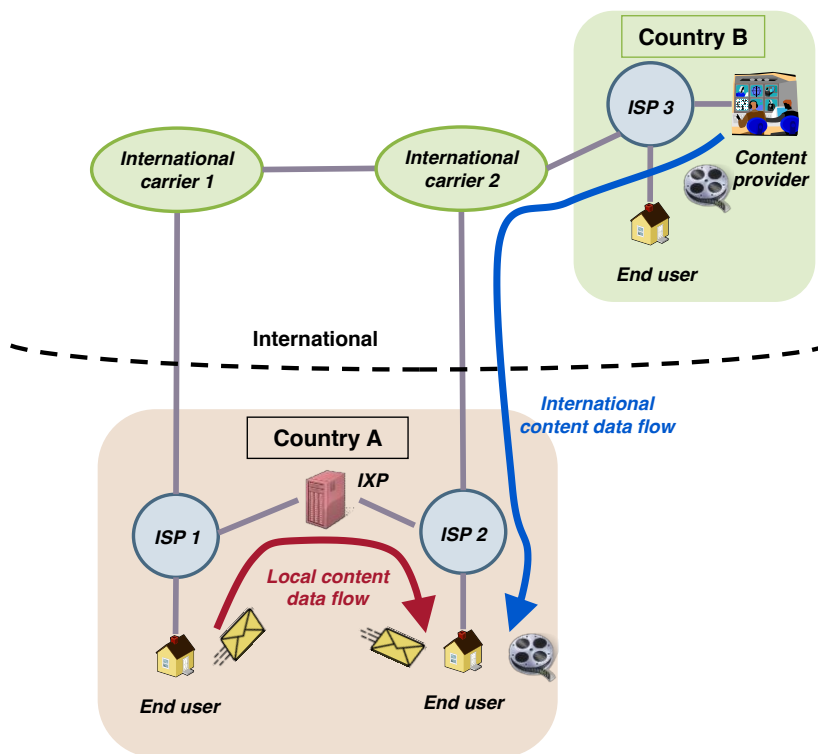 Country B
ISP 3
Content
provider
End user
International
carrier 1
International
carrier 2
International
International
content data flow
Country A
IXP
ISP 1
ISP 2
Local content
data flow
End user
End user